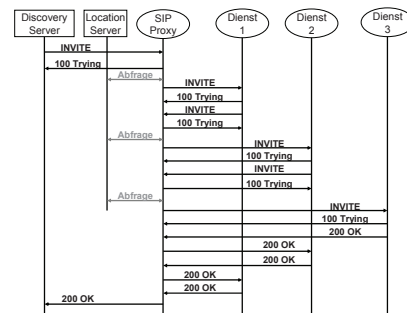 Discovery Server
Location Server
SIP Proxy
Dienst 1
Dienst 2
Dienst 3
INVITE
100 Trying
Abfrage
INVITE
100 Trying
INVITE
100 Trying
Abfrage
INVITE
100 Trying
INVITE
100 Trying
Abfrage
INVITE
100 Trying
200 OK
200 OK
200 OK
200 OK
200 OK
200 OK